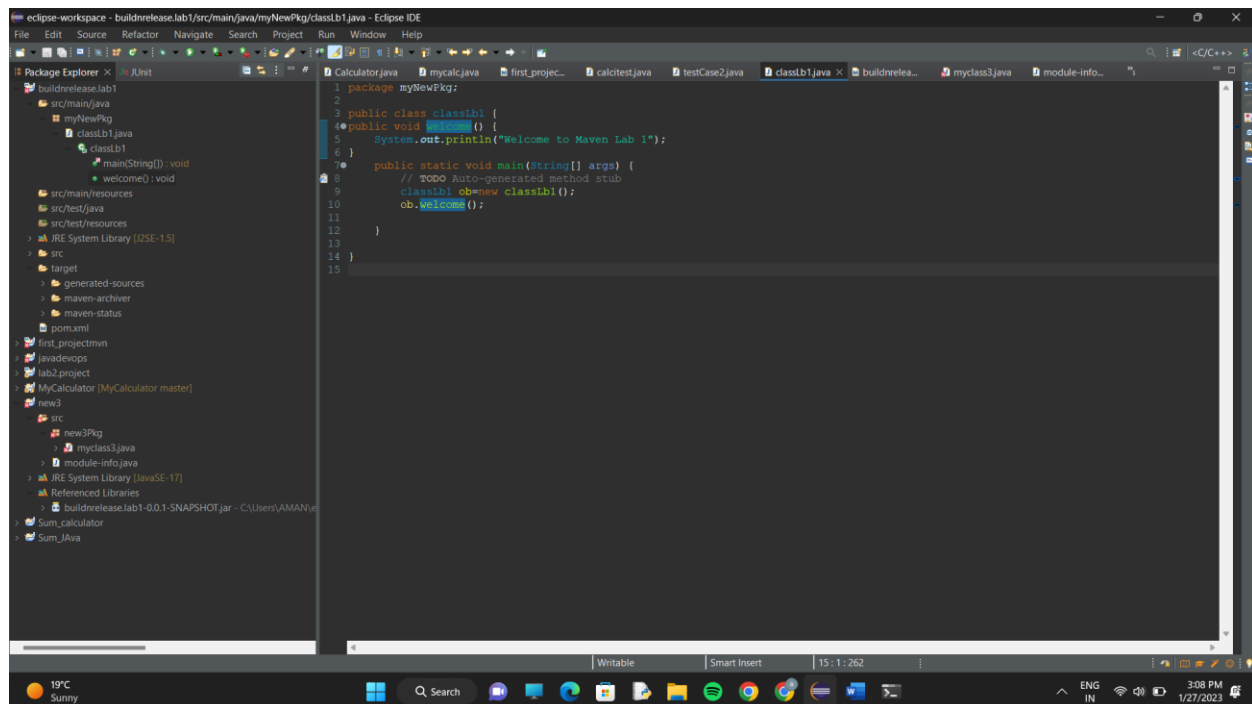 eclipse-workspace - buildnrelease.lab1/src/main/java/myNewPkg/classLb1.java - Eclipse IDE
File Edit Source Refactor Navigate Search Project Run Window Help
<C/C++>
Package Explorer JUnit
Calculator.java mycalc.java first_projec... calcitest.java testCase2.java classLb1.java buildnrelea... myclass3.java module-info...
buildnrelease.lab1
src/main/java
myNewPkg
classLb1.java
classLb1
main(String[]) : void
welcome() : void
src/main/resources
src/test/java
src/test/resources
JRE System Library [J2SE-1.5]
src
target
generated-sources
maven-archiver
maven-status
pom.xml
first_projectmvn
javadevops
lab2.project
MyCalculator [MyCalculator master]
new3
src
new3Pkg
myclass3.java
module-info.java
JRE System Library [JavaSE-17]
Referenced Libraries
buildnrelease.lab1-0.0.1-SNAPSHOT.jar - C:\Users\AMAN\e
Sum_calculator
Sum_JAva
1 package myNewPkg;
2
3 public class classLb1 {
4 public void welcome() {
5 System.out.println("Welcome to Maven Lab 1");
6 }
7 public static void main(String[] args) {
8 // TODO Auto-generated method stub
9 classLb1 ob=new classLb1();
10 ob.welcome();
11
12 }
13
14 }
15
Writable Smart Insert 15 : 1 : 262
19°C
Sunny
Search
ENG
IN
3:08 PM
1/27/2023